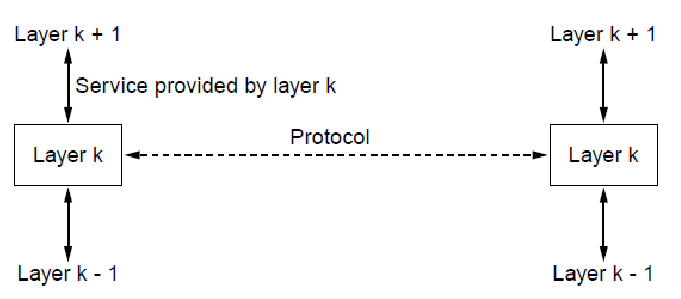 Layer k + 1
Layer k + 1
Service provided by layer k
Protocol
Layer k
Layer k
Layer k - 1
Layer k - 1